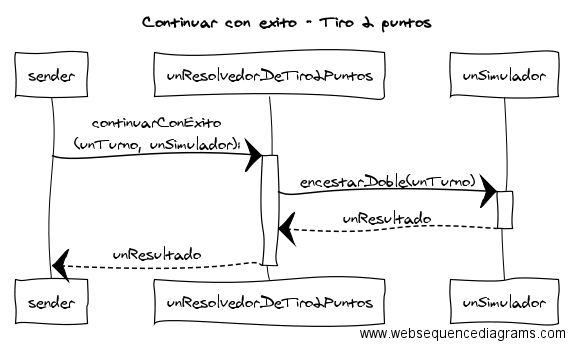 Continuar con exito - Tiro 2 puntos
sender
unResolvedorDeTiro2Puntos
unSimulador
continuarConExito
(unTurno, unSimulador):
encestarDoble(unTurno)
unResultado
unResultado
sender
unResolvedorDeTiro2Puntos
unSimulador
www.websequencediagrams.com